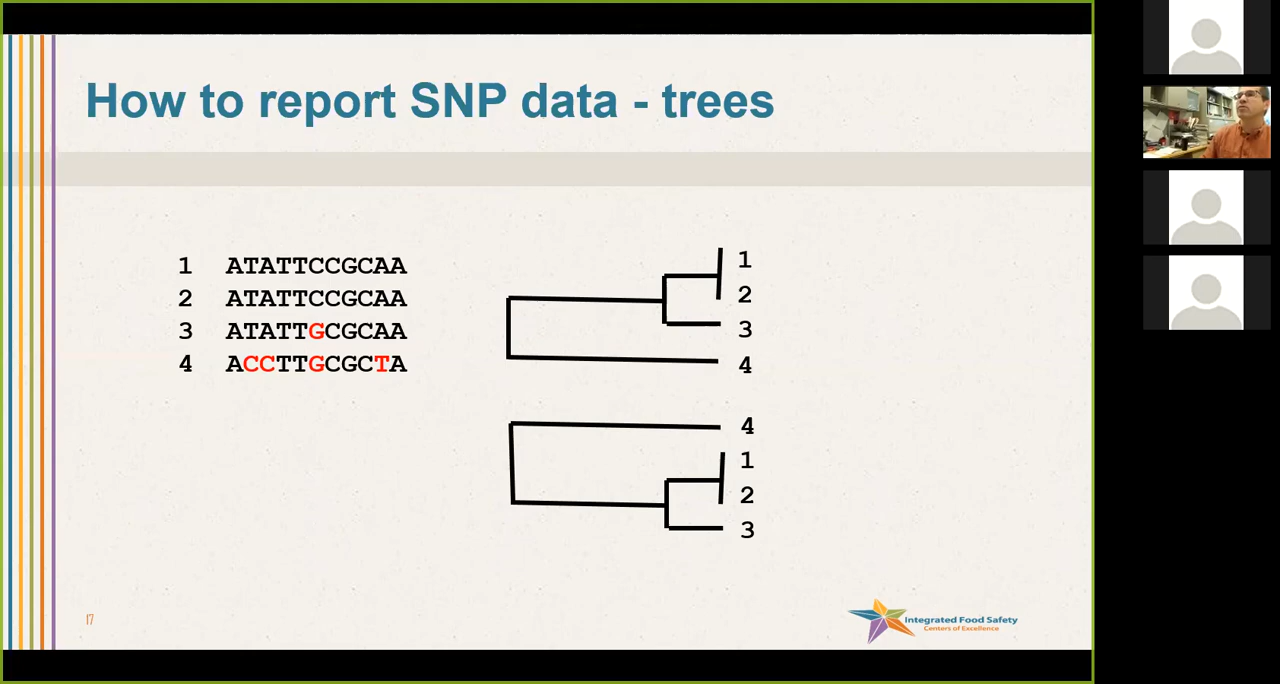 How to report SNP data - trees
1 ATATTCCGCAA
2 ATATTCCGCAA
3 ATATTGCGCAA
4 ACCTTGCGCTA
1
2
3
4
4
1
2
3
17
Integrated Food Safety
Centers of Excellence